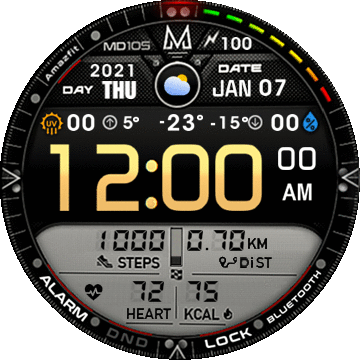 Amazfit
MD105
M
100
2021
DATE
DAY THU
JAN 07
UV 00 5° -23° -15° 00
12:00
00
AM
1000 0.70 KM
STEPS DiST
72 75
HEART KCAL
ALARM DND LOCK BLUETOOTH